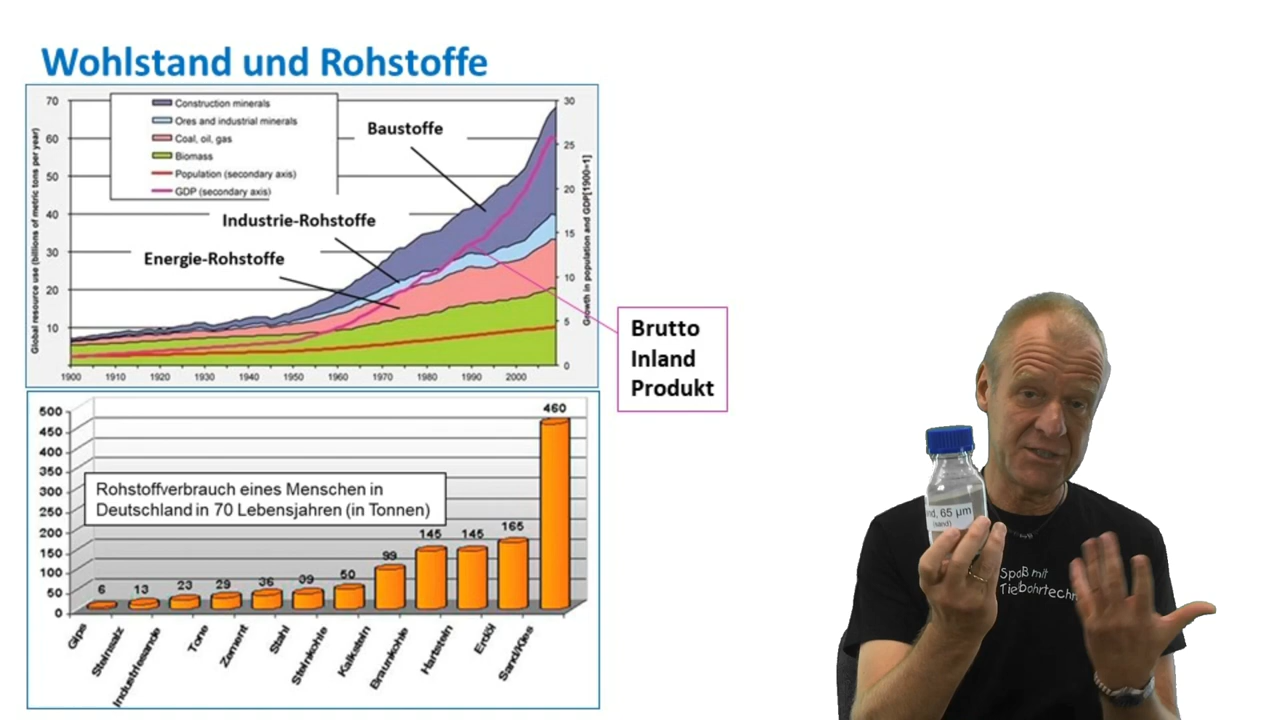 Wohlstand und Rohstoffe
70
60
50
40
30
20
10
Global resource use (billions of metric tons per year)
Construction minerals
Ores and industrial minerals
Coal, oil, gas
Biomass
Population (secondary axis)
GDP (secondary axis)
Baustoffe
Industrie-Rohstoffe
Energie-Rohstoffe
30
25
20
15
10
5
0
Growth in population and GDP[1900=1]
1900 1910 1920 1930 1940 1950 1960 1970 1980 1990 2000
Brutto
Inland
Produkt
500
450
400
350
300
250
200
150
100
50
0
Rohstoffverbrauch eines Menschen in
Deutschland in 70 Lebensjahren (in Tonnen)
6 13 23 29 36 39 50 99 145 145 165 460
Gips
Steinsalz
Industriesande
Tone
Zement
Stahl
Steinkohle
Kalkstein
Braunkohle
Hartstein
Erdöl
Sand/Kies
nd, 65 µm
Spaß mit
Tiefbohrtechn